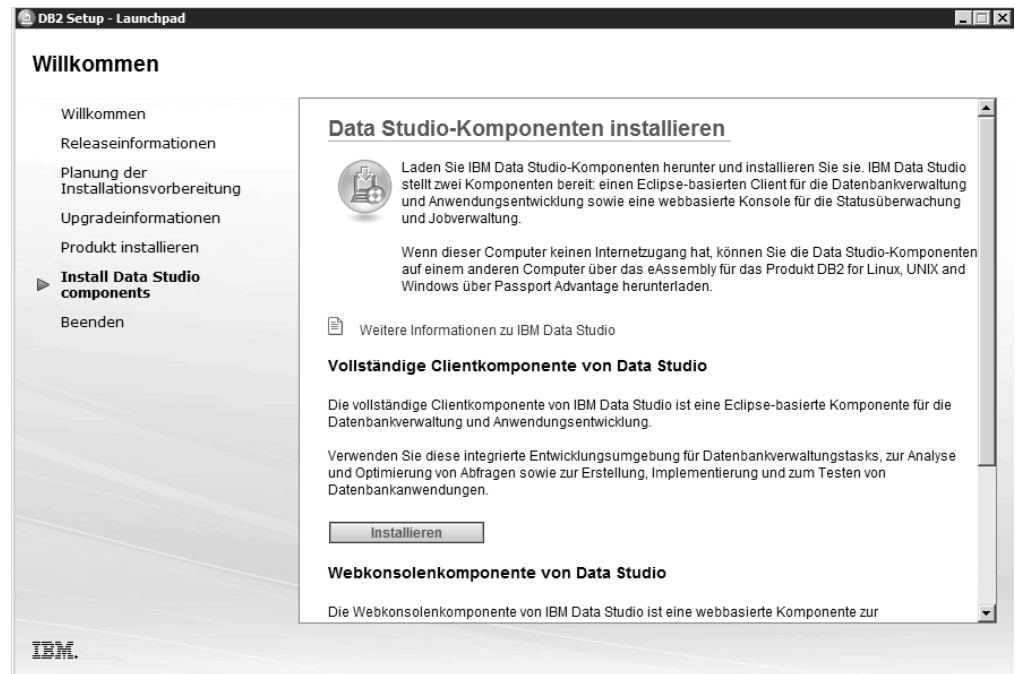 DB2 Setup - Launchpad
Willkommen
Willkommen
Releaseinformationen
Planung der
Installationsvorbereitung
Upgradeinformationen
Produkt installieren
Install Data Studio
components
Beenden
Data Studio-Komponenten installieren
Laden Sie IBM Data Studio-Komponenten herunter und installieren Sie sie. IBM Data Studio
stellt zwei Komponenten bereit: einen Eclipse-basierten Client für die Datenbankverwaltung
und Anwendungsentwicklung sowie eine webbasierte Konsole für die Statusüberwachung
und Jobverwaltung.
Wenn dieser Computer keinen Internetzugang hat, können Sie die Data Studio-Komponenten
auf einem anderen Computer über das eAssembly für das Produkt DB2 for Linux, UNIX and
Windows über Passport Advantage herunterladen.
Weitere Informationen zu IBM Data Studio
Vollständige Clientkomponente von Data Studio
Die vollständige Clientkomponente von IBM Data Studio ist eine Eclipse-basierte Komponente für die
Datenbankverwaltung und Anwendungsentwicklung.
Verwenden Sie diese integrierte Entwicklungsumgebung für Datenbankverwaltungstasks, zur Analyse
und Optimierung von Abfragen sowie zur Erstellung, Implementierung und zum Testen von
Datenbankanwendungen.
Installieren
Webkonsolenkomponente von Data Studio
Die Webkonsolenkomponente von IBM Data Studio ist eine webbasierte Komponente zur
IBM.